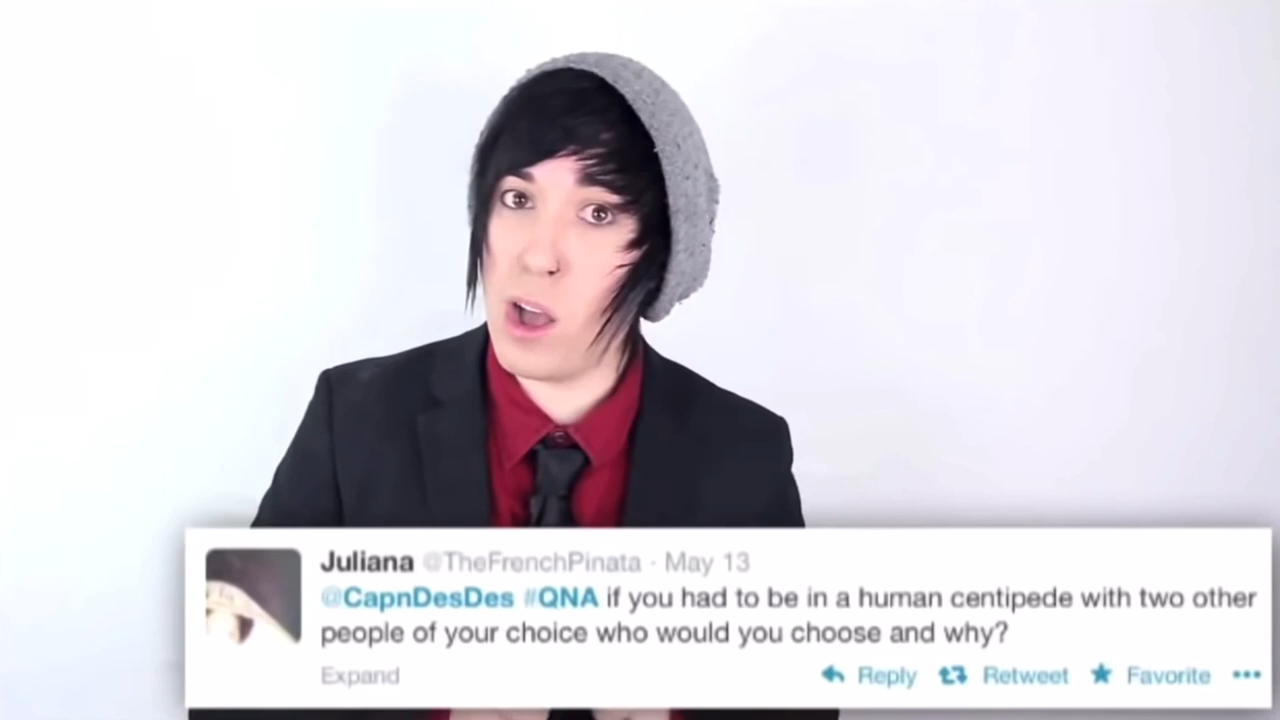 Juliana @TheFrenchPinata · May 13
@CapnDesDes #QNA if you had to be in a human centipede with two other
people of your choice who would you choose and why?
Expand Reply Retweet Favorite